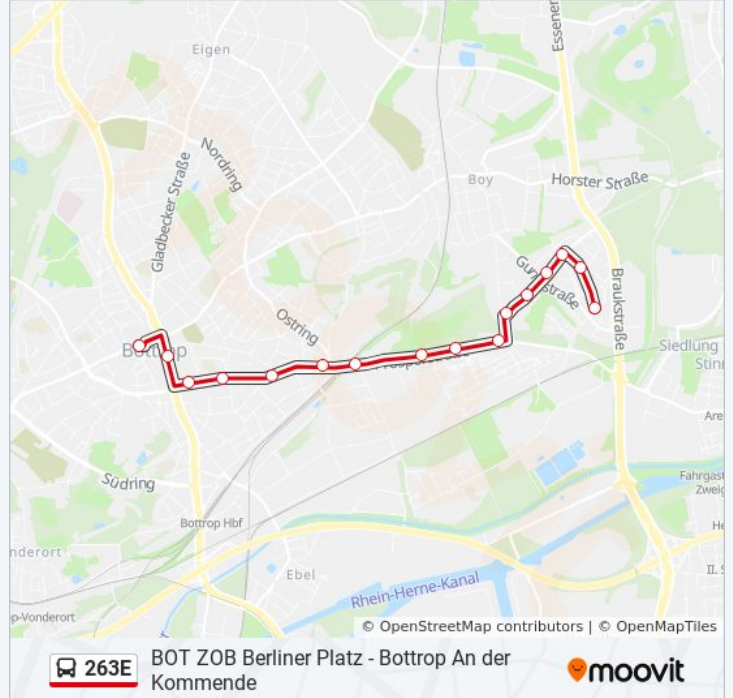 Essener
Eigen
Nordring
Gladbecker Straße
Boy
Horster Straße
Ostring
Braukstraße
Bottrop
Siedlung
Stinn
Are
Südring
Fahrgast
Zweig
Bottrop Hbf
He
nderort
Ebel
II. S
Rhein-Herne-Kanal
op-Vonderort
© OpenStreetMap contributors | © OpenMapTiles
263E
BOT ZOB Berliner Platz - Bottrop An der
Kommende
moovit